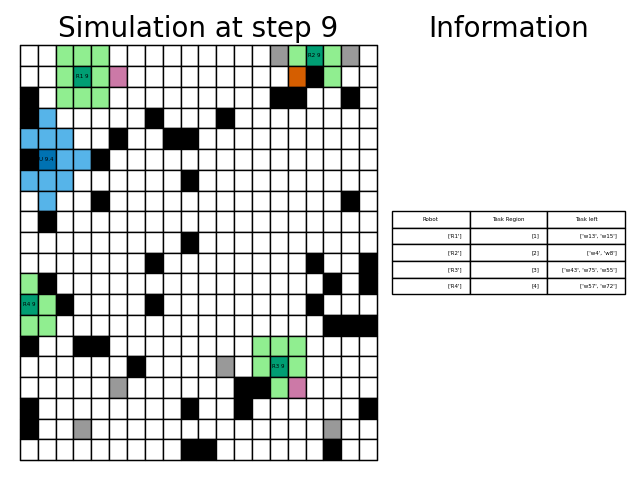 Simulation at step 9
Information
R1 9
R2 9
U 9.4
R4 9
R3 9
Robot Task Region Task left
['R1'] [1] ['w13', 'w15']
['R2'] [2] ['w4', 'w8']
['R3'] [3] ['w43', 'w75', 'w55']
['R4'] [4] ['w57', 'w72']